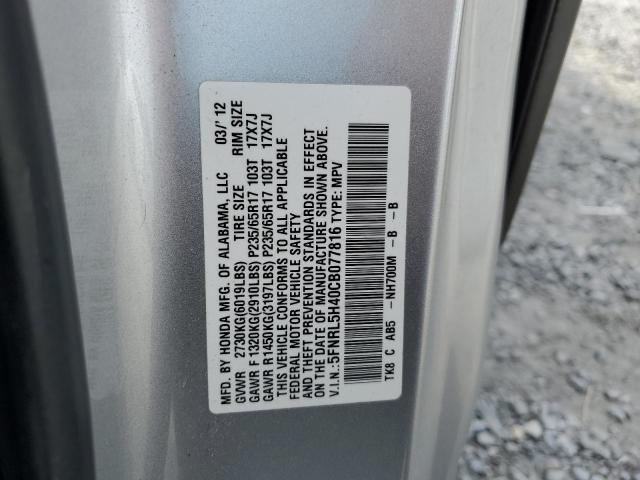 MFD. BY HONDA MFG. OF ALABAMA, LLC 03/'12
GVWR 2730KG(6019LBS) TIRE SIZE RIM SIZE
GAWR F 1320KG(2910LBS) P235/65R17 103T 17X7J
GAWR R1450KG(3197LBS) P235/65R17 103T 17X7J
THIS VEHICLE CONFORMS TO ALL APPLICABLE
FEDERAL MOTOR VEHICLE SAFETY
AND THEFT PREVENTION STANDARDS IN EFFECT
ON THE DATE OF MANUFACTURE SHOWN ABOVE.
V.I.N.:5FNRL5H40CB077816 TYPE: MPV
TK8 C AB5 -NH700M -B -B